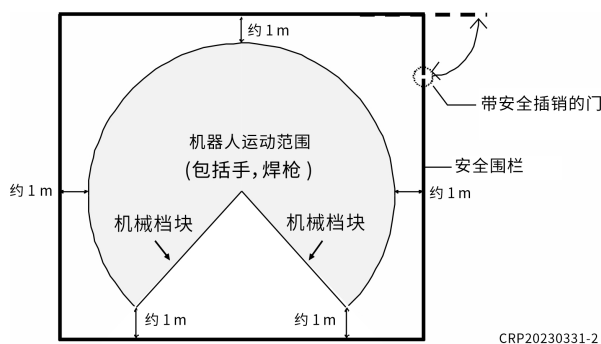 约 1 m
带安全插销的门
机器人运动范围
(包括手，焊枪 )
安全围栏
约 1 m
约 1 m
机械档块
机械档块
约 1 m
约 1 m
CRP20230331-2